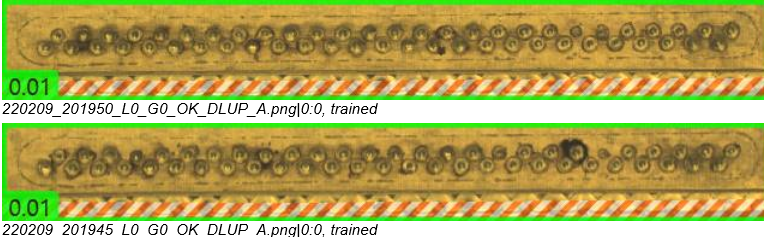 0.01
220209_201950_L0_G0_OK_DLUP_A.png|0:0, trained
0.01
220209_201945_L0_G0_OK_DLUP_A.png|0:0, trained